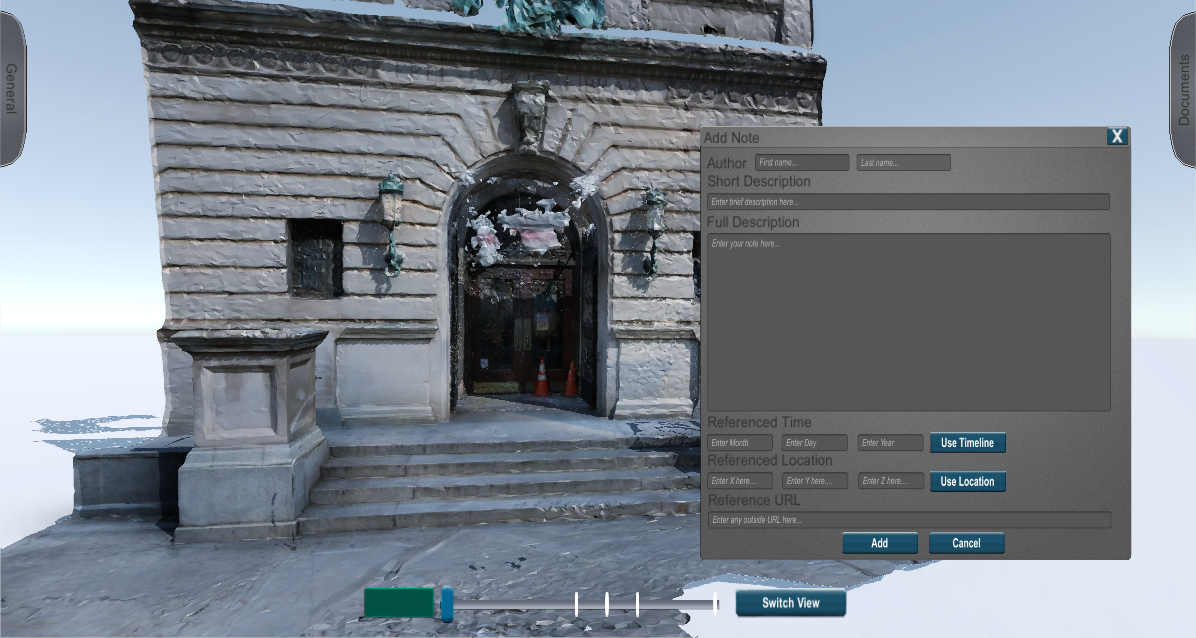 General
Documents
Add Note
X
Author First name... Last name...
Short Description
Enter brief description here...
Full Description
Enter your note here...
Referenced Time
Enter Month Enter Day Enter Year Use Timeline
Referenced Location
Enter X here.... Enter Y here.... Enter Z here.... Use Location
Reference URL
Enter any outside URL here...
Add Cancel
Switch View